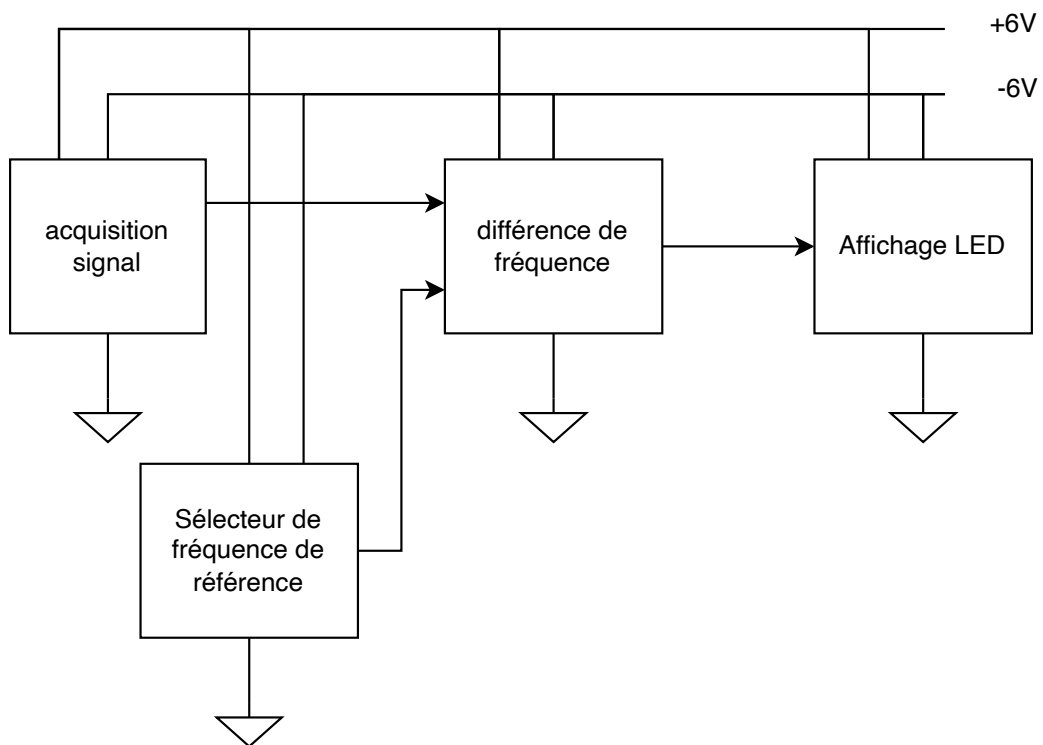 +6V
-6V
acquisition
signal
différence de
fréquence
Affichage LED
Sélecteur de
fréquence de
référence